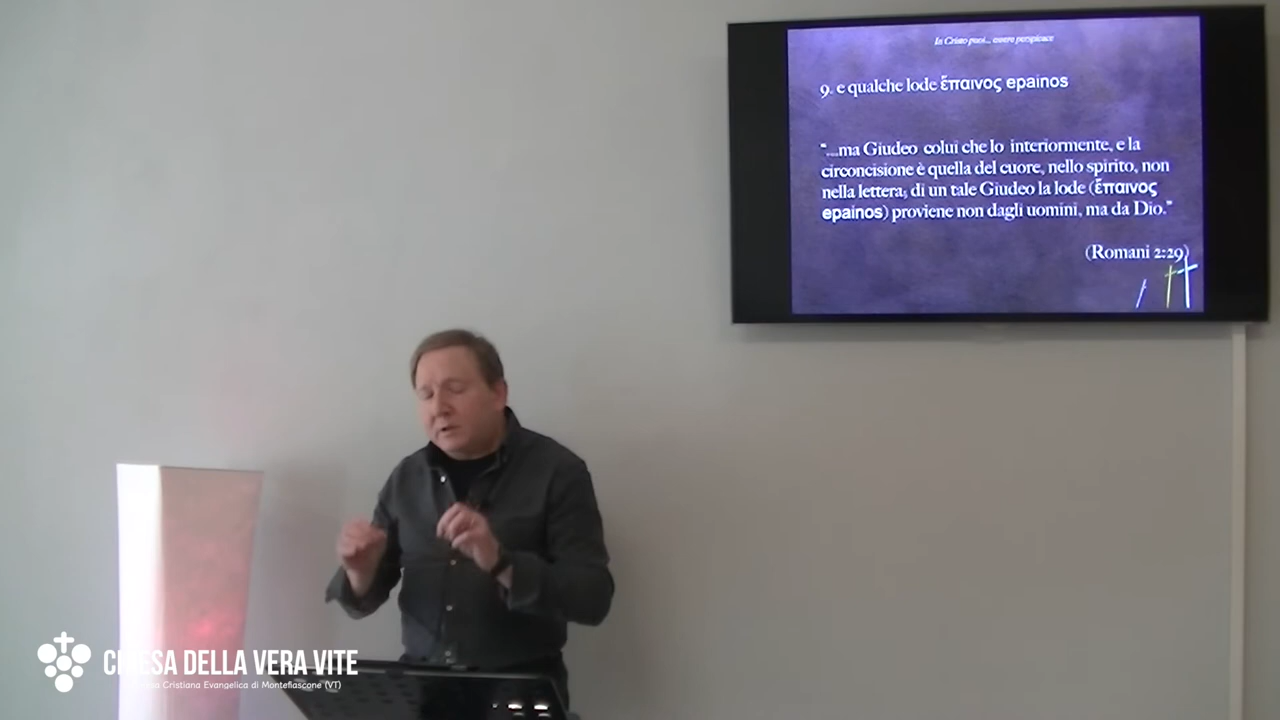 In Cristo puoi... essere perspicace
9. e qualche lode ἔπαινος epainos
“...ma Giudeo colui che lo interiormente, e la
circoncisione è quella del cuore, nello spirito, non
nella lettera; di un tale Giudeo la lode (ἔπαινος
epainos) proviene non dagli uomini, ma da Dio.”
(Romani 2:29)
CHIESA DELLA VERA VITE
Cristiana Evangelica di Montefiascone (VT)